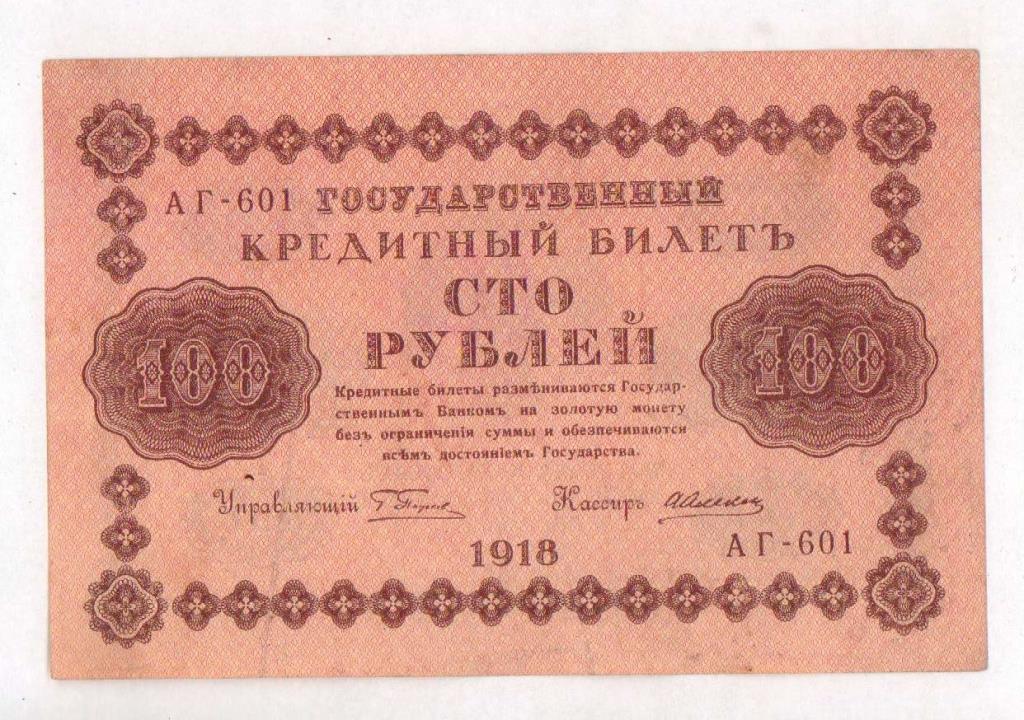 АГ-601 ГОСУДАРСТВЕННЫЙ
КРЕДИТНЫЙ БИЛЕТЪ
СТО
РУБЛЕЙ
100
100
Кредитные билеты размѣниваются Государ-
ственнымъ Банкомъ на золотую монету
безъ ограниченія суммы и обезпечиваются
всѣмъ достояніемъ Государства.
Управляющій
Кассиръ
1918
АГ-601